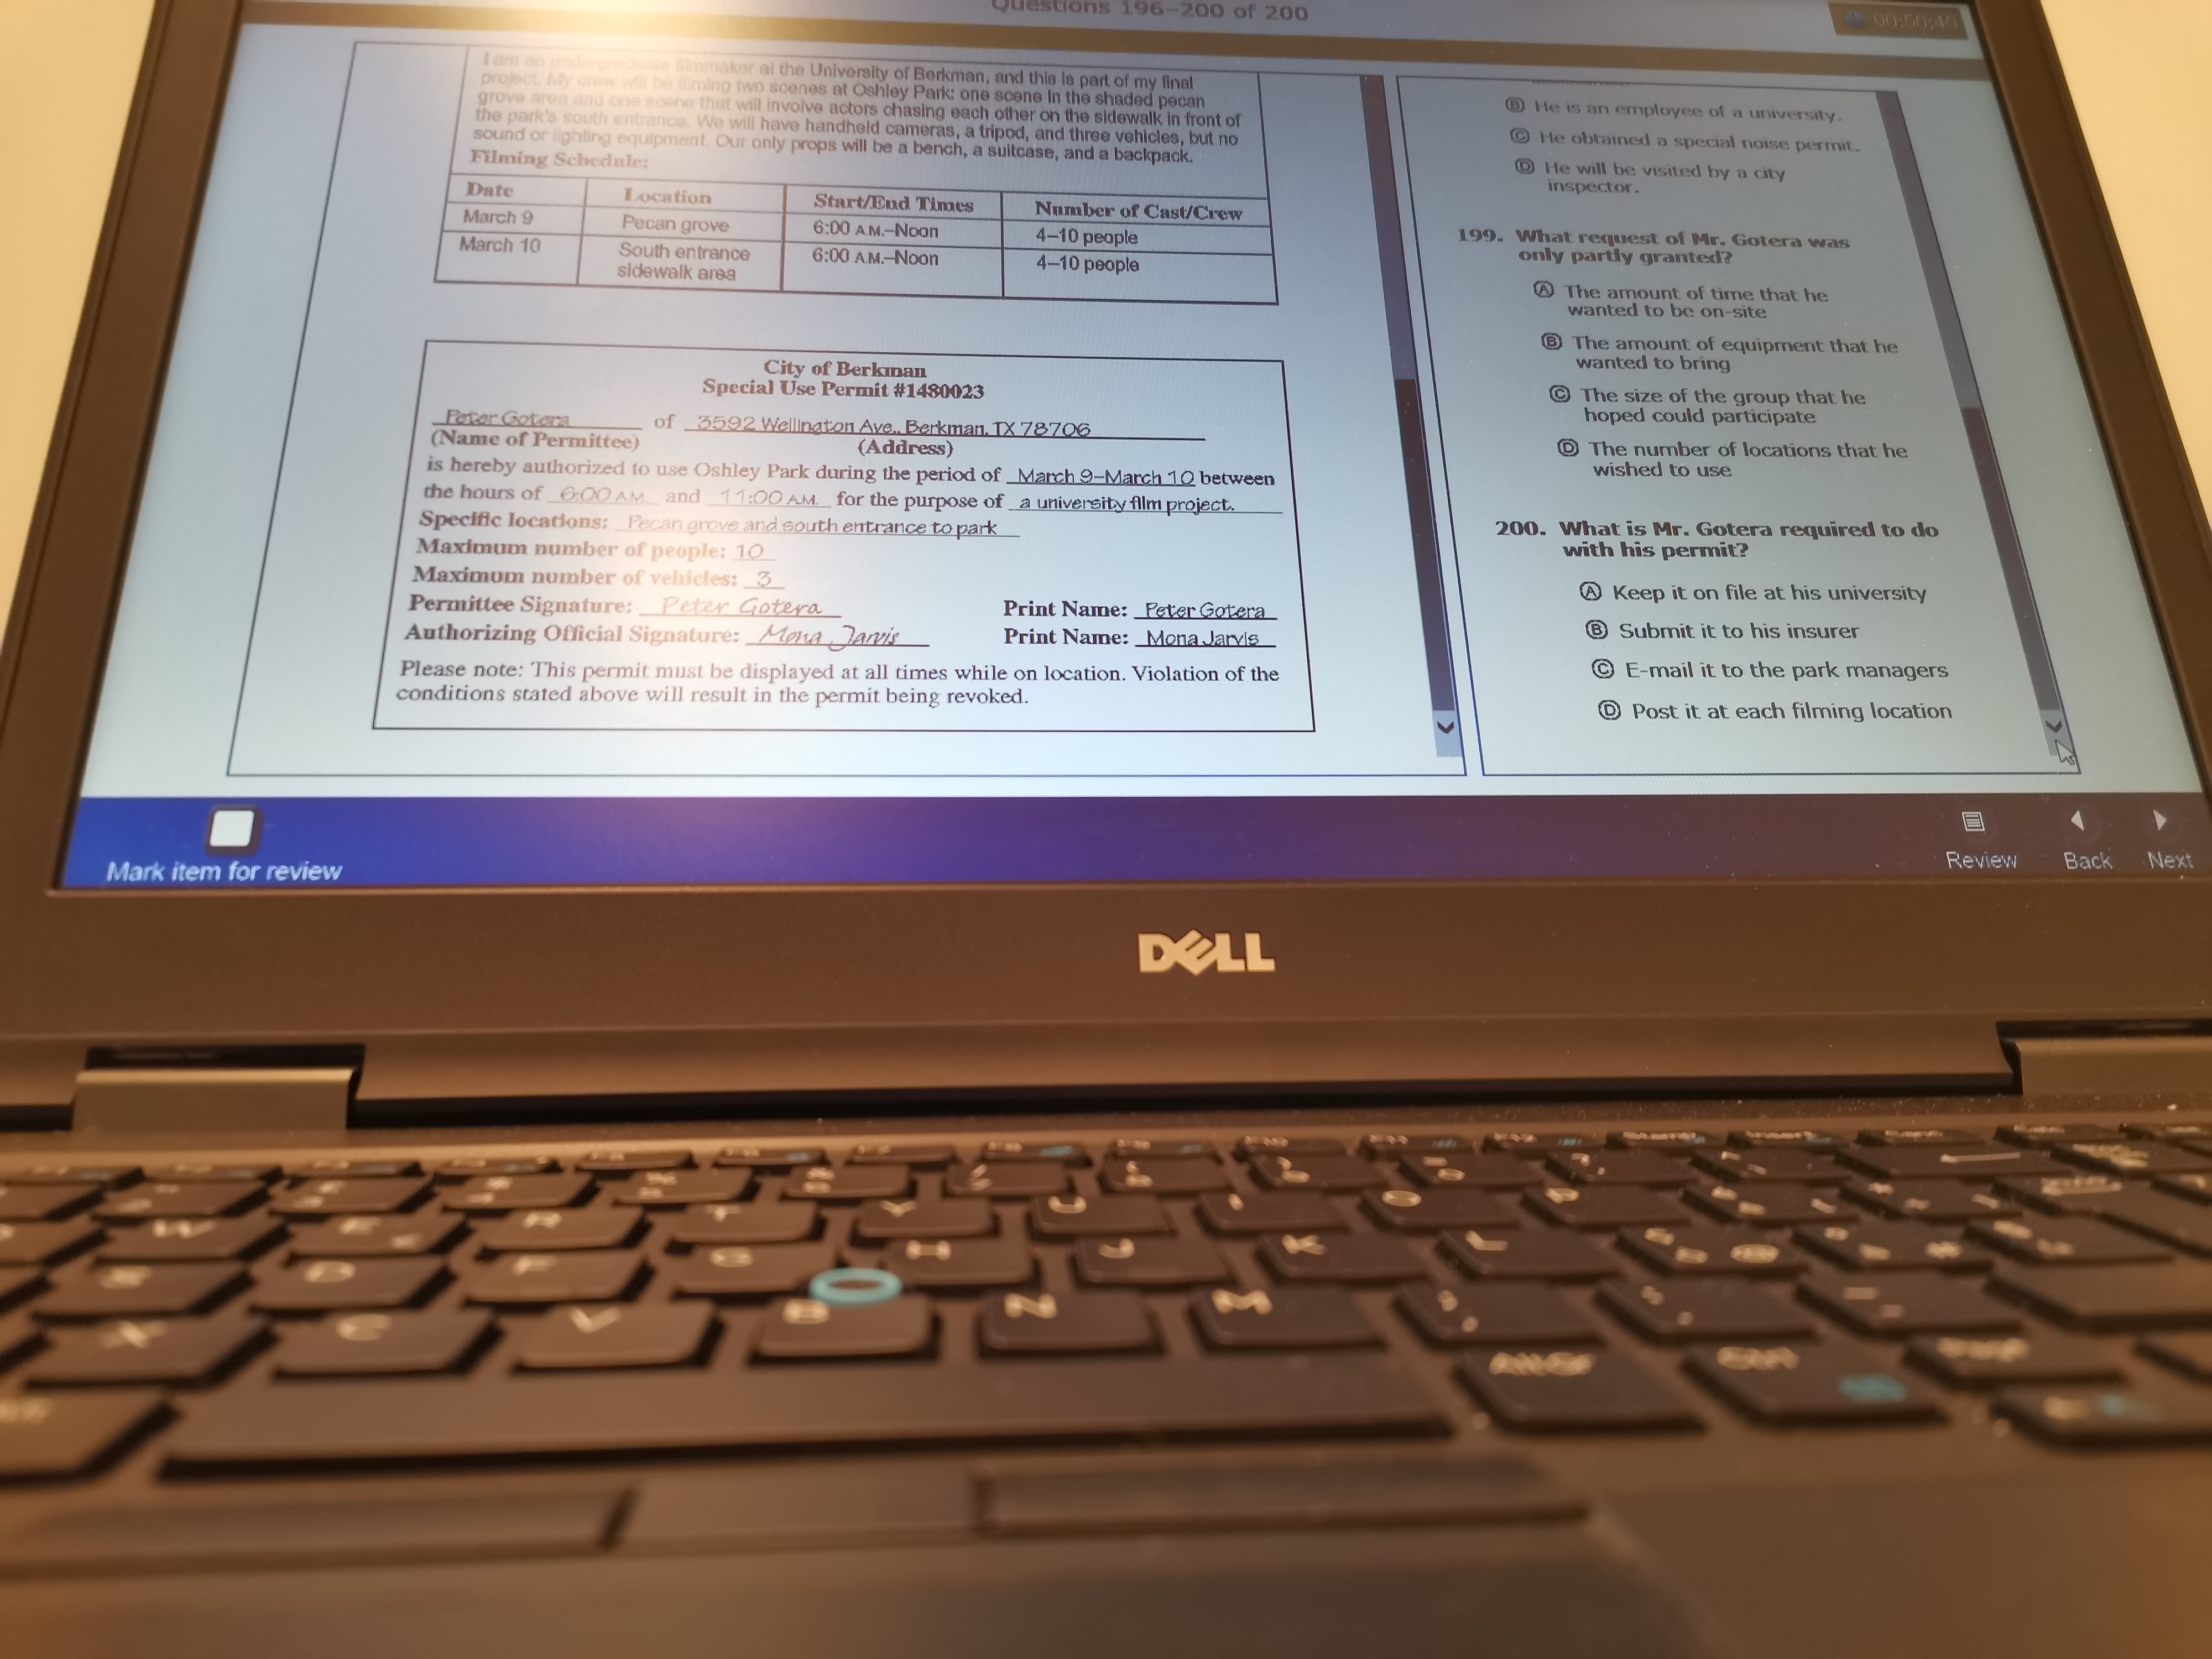 Questions 196–200 of 200
00:50:40
I am an undergraduate filmmaker at the University of Berkman, and this is part of my final
project. My crew will be filming two scenes at Oshley Park: one scene in the shaded pecan
grove area and one scene that will involve actors chasing each other on the sidewalk in front of
the park's south entrance. We will have handheld cameras, a tripod, and three vehicles, but no
sound or lighting equipment. Our only props will be a bench, a suitcase, and a backpack.
Filming Schedule:
Date Location Start/End Times Number of Cast/Crew
March 9 Pecan grove 6:00 A.M.–Noon 4–10 people
March 10 South entrance 6:00 A.M.–Noon 4–10 people
sidewalk area
City of Berkman
Special Use Permit #1480023
Peter Gotera of 3592 Wellington Ave., Berkman, TX 78706
(Name of Permittee) (Address)
is hereby authorized to use Oshley Park during the period of March 9–March 10 between
the hours of 6:00 A.M. and 11:00 A.M. for the purpose of a university film project.
Specific locations: Pecan grove and south entrance to park
Maximum number of people: 10
Maximum number of vehicles: 3
Permittee Signature: Peter Gotera Print Name: Peter Gotera
Authorizing Official Signature: Mona Jarvis Print Name: Mona Jarvis
Please note: This permit must be displayed at all times while on location. Violation of the
conditions stated above will result in the permit being revoked.
(B) He is an employee of a university.
(C) He obtained a special noise permit.
(D) He will be visited by a city
inspector.
199. What request of Mr. Gotera was
only partly granted?
(A) The amount of time that he
wanted to be on-site
(B) The amount of equipment that he
wanted to bring
(C) The size of the group that he
hoped could participate
(D) The number of locations that he
wished to use
200. What is Mr. Gotera required to do
with his permit?
(A) Keep it on file at his university
(B) Submit it to his insurer
(C) E-mail it to the park managers
(D) Post it at each filming location
Mark item for review
Review Back Next
DELL
W E R T Y U I O P
D F G H J K L
X C V B N M
Alt Gr